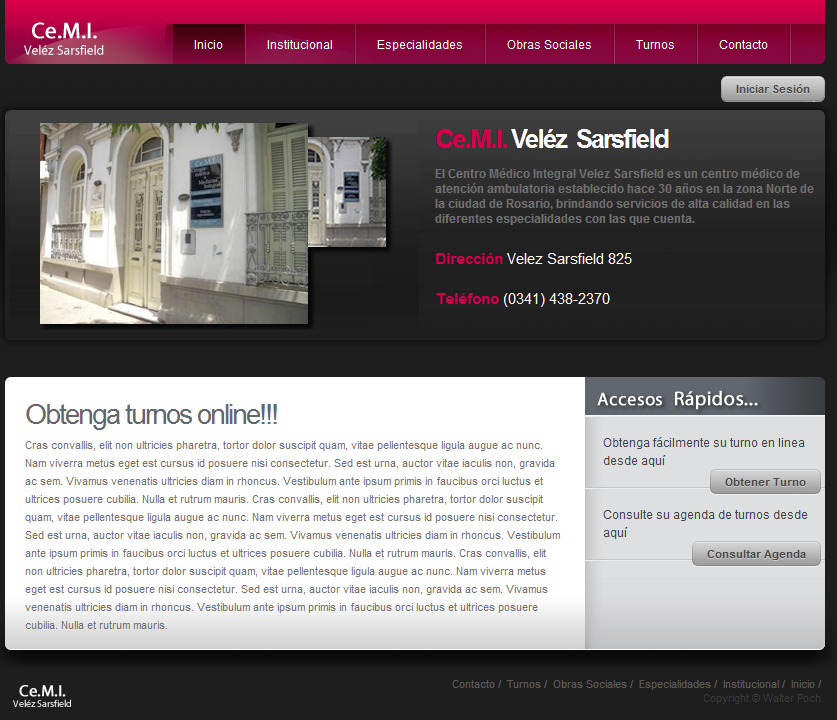 Ce.M.I.
Veléz Sarsfield
Inicio
Institucional
Especialidades
Obras Sociales
Turnos
Contacto
Iniciar Sesión
Ce.M.I. Veléz Sarsfield
El Centro Médico Integral Velez Sarsfield es un centro médico de
atención ambulatoria establecido hace 30 años en la zona Norte de
la ciudad de Rosario, brindando servicios de alta calidad en las
diferentes especialidades con las que cuenta.
Dirección Velez Sarsfield 825
Teléfono (0341) 438-2370
Obtenga turnos online!!!
Cras convallis, elit non ultricies pharetra, tortor dolor suscipit quam, vitae pellentesque ligula augue ac nunc.
Nam viverra metus eget est cursus id posuere nisi consectetur. Sed est urna, auctor vitae iaculis non, gravida
ac sem. Vivamus venenatis ultricies diam in rhoncus. Vestibulum ante ipsum primis in faucibus orci luctus et
ultrices posuere cubilia. Nulla et rutrum mauris. Cras convallis, elit non ultricies pharetra, tortor dolor suscipit
quam, vitae pellentesque ligula augue ac nunc. Nam viverra metus eget est cursus id posuere nisi consectetur.
Sed est urna, auctor vitae iaculis non, gravida ac sem. Vivamus venenatis ultricies diam in rhoncus. Vestibulum
ante ipsum primis in faucibus orci luctus et ultrices posuere cubilia. Nulla et rutrum mauris. Cras convallis, elit
non ultricies pharetra, tortor dolor suscipit quam, vitae pellentesque ligula augue ac nunc. Nam viverra metus
eget est cursus id posuere nisi consectetur. Sed est urna, auctor vitae iaculis non, gravida ac sem. Vivamus
venenatis ultricies diam in rhoncus. Vestibulum ante ipsum primis in faucibus orci luctus et ultrices posuere
cubilia. Nulla et rutrum mauris.
Accesos Rápidos...
Obtenga fácilmente su turno en linea
desde aquí
Obtener Turno
Consulte su agenda de turnos desde
aquí
Consultar Agenda
Ce.M.I.
Veléz Sarsfield
Contacto / Turnos / Obras Sociales / Especialidades / Institucional / Inicio /
Copyright © Walter Poch.